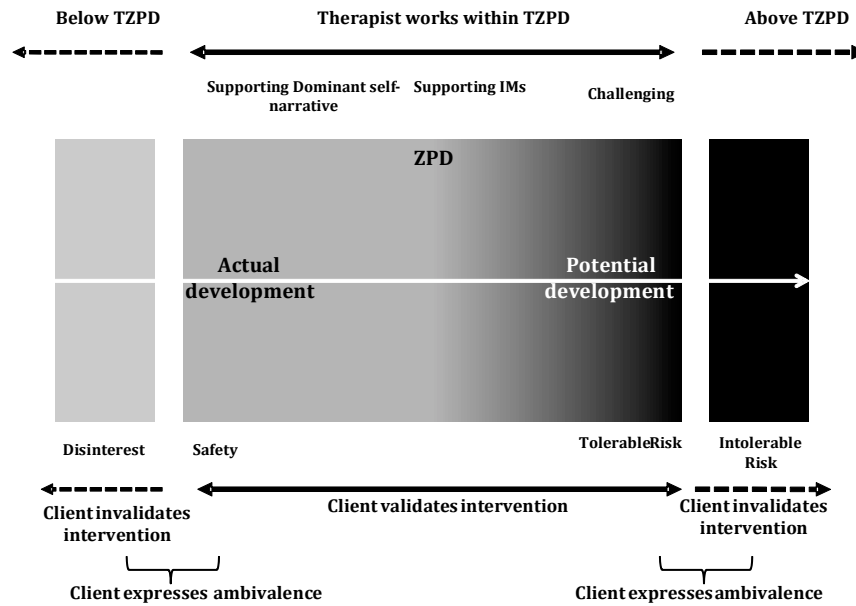 Below TZPD
Therapist works within TZPD
Above TZPD
Supporting Dominant self-
narrative
Supporting IMs
Challenging
ZPD
Actual
development
Potential
development
Disinterest
Safety
TolerableRisk
Intolerable
Risk
Client invalidates
intervention
Client validates intervention
Client invalidates
intervention
Client expresses ambivalence
Client expresses ambivalence